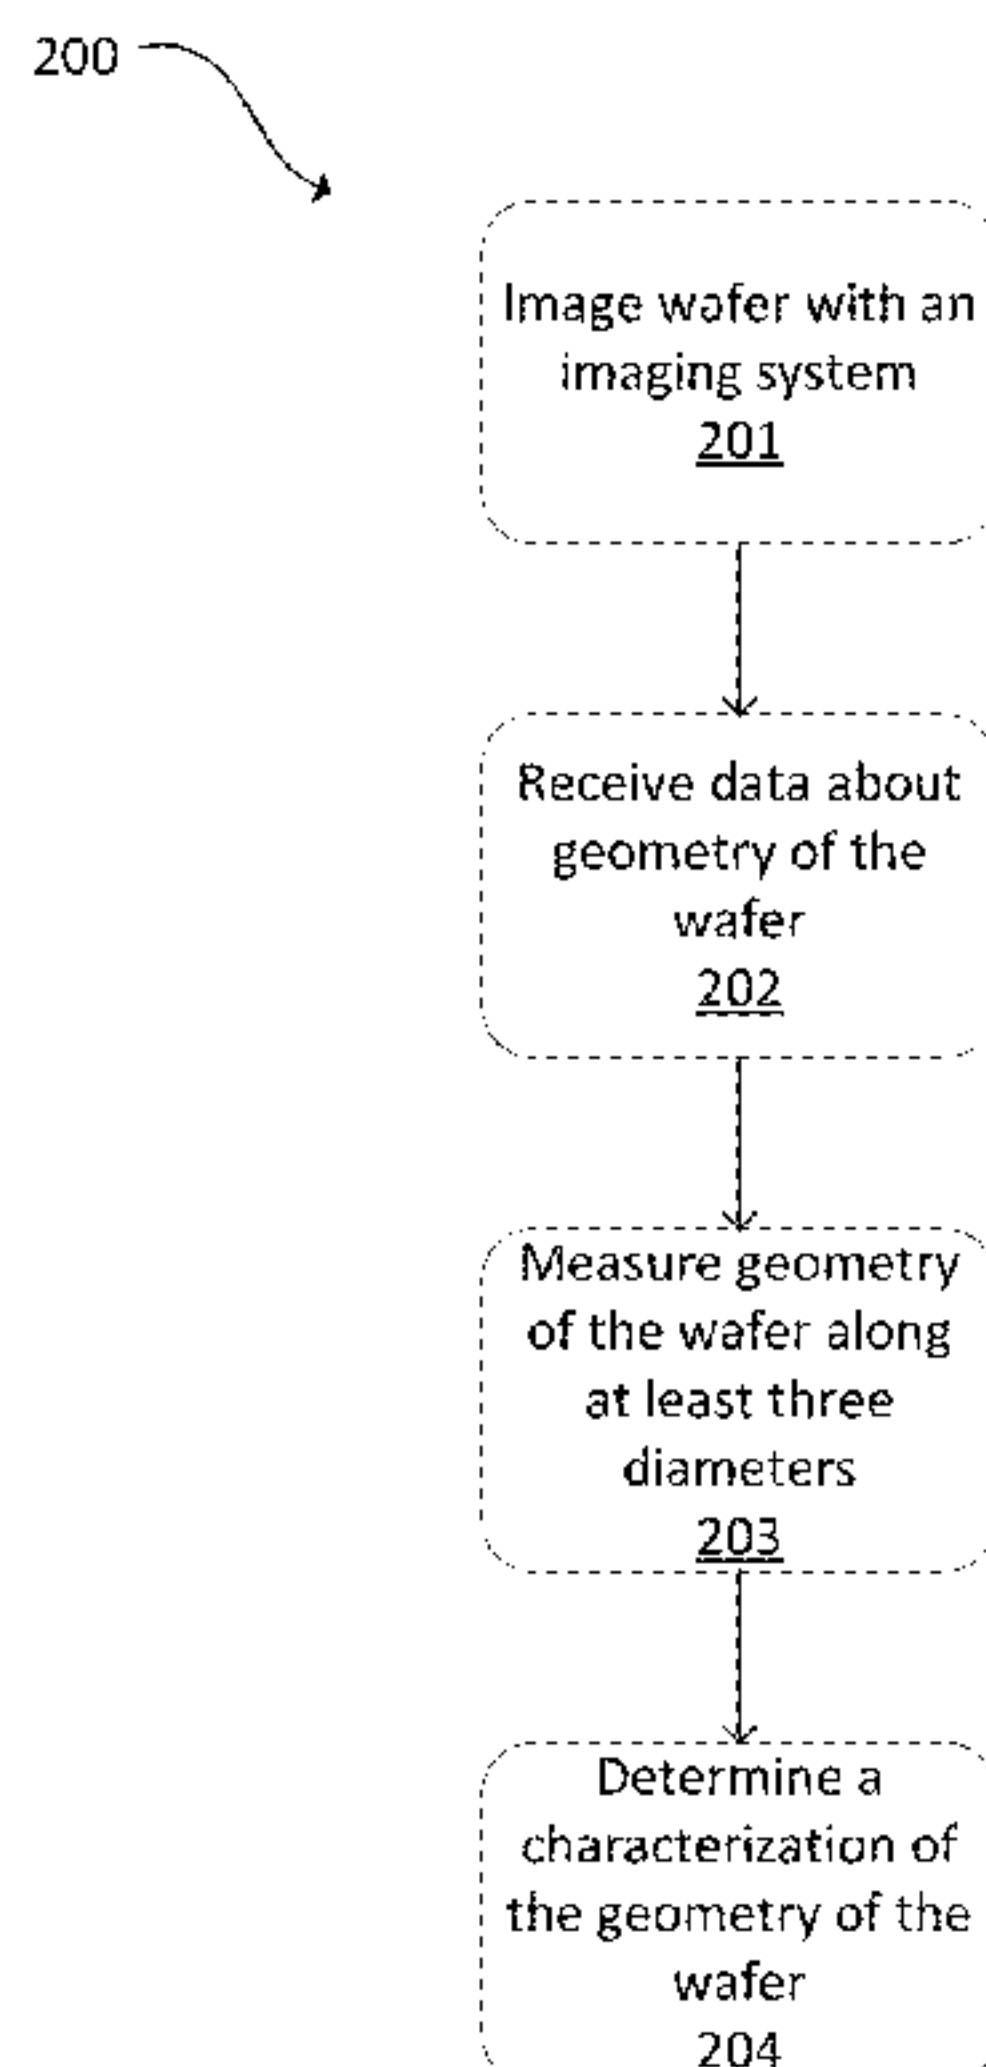 200
Image wafer with an
imaging system
201
Receive data about
geometry of the
wafer
202
Measure geometry
of the wafer along
at least three
diameters
203
Determine a
characterization of
the geometry of the
wafer
204